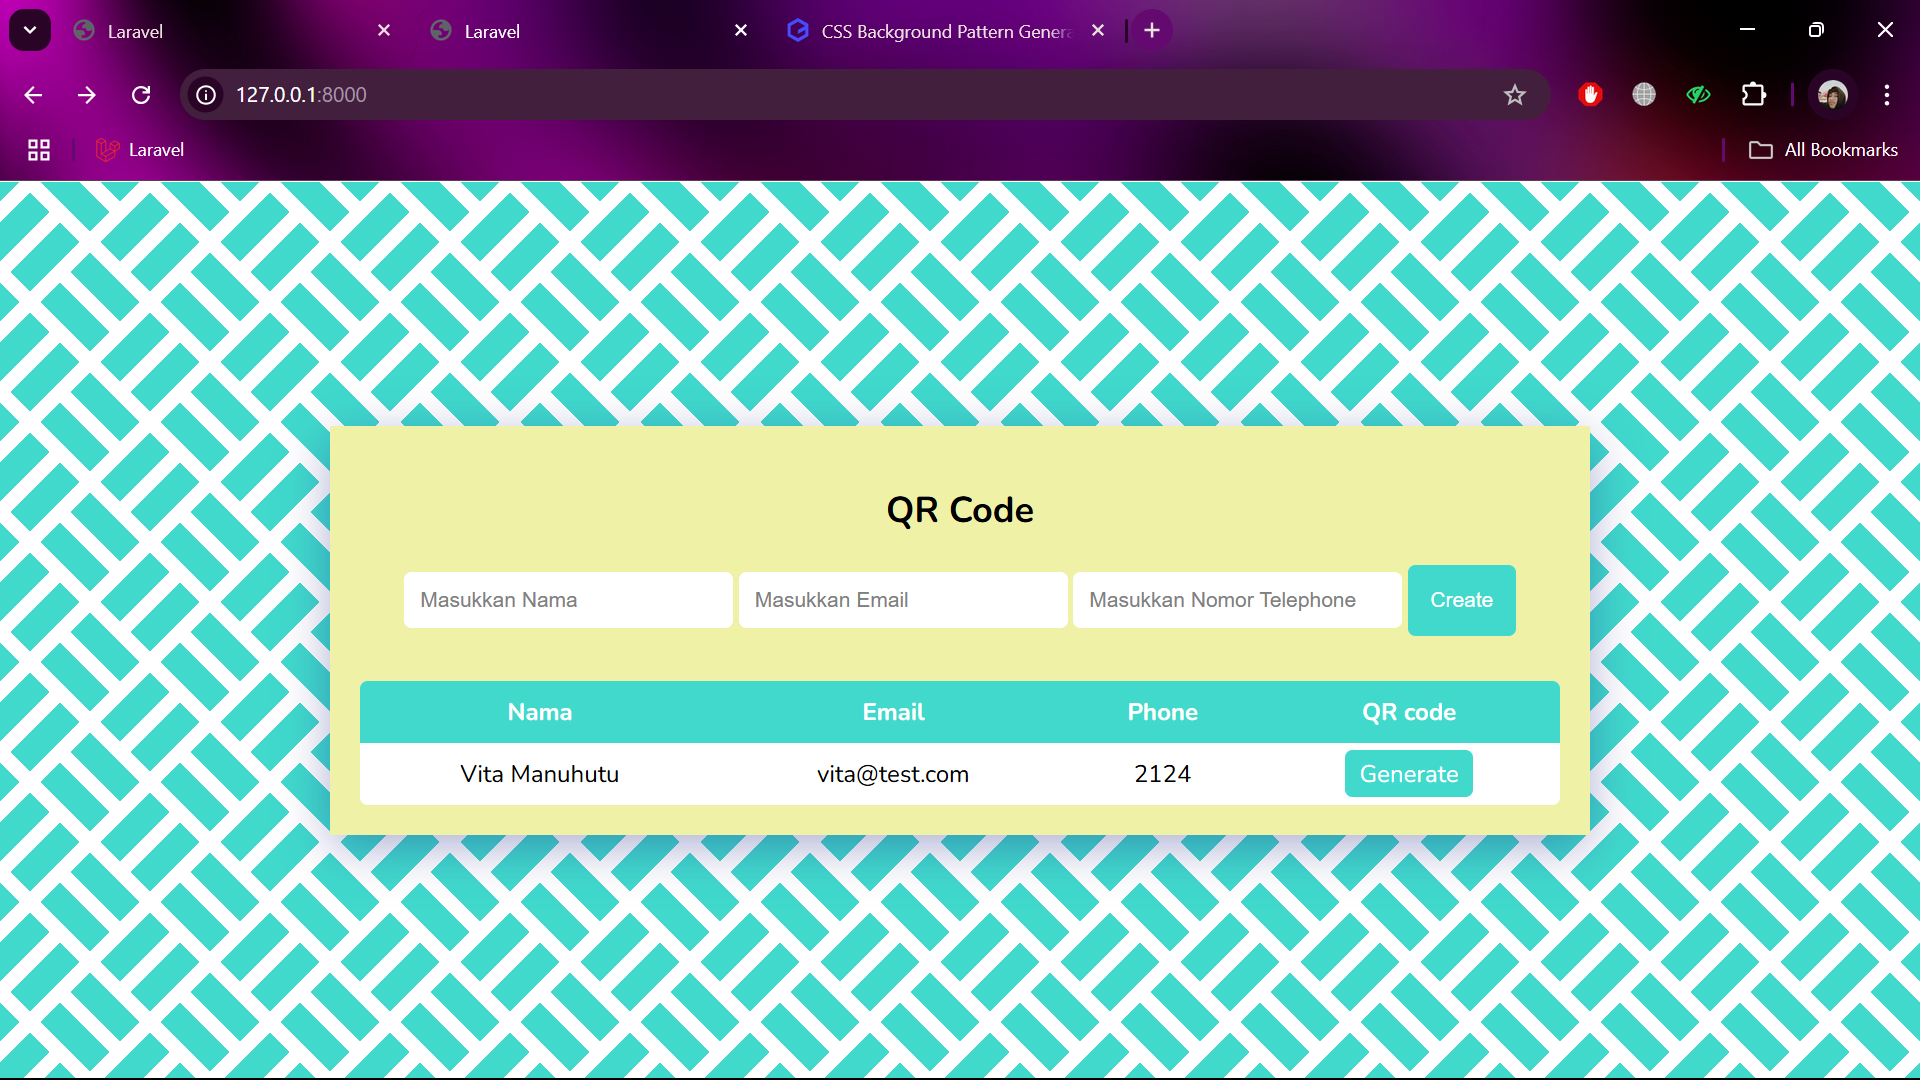 Laravel
Laravel
CSS Background Pattern Genera
127.0.0.1:8000
Laravel
All Bookmarks
QR Code
Masukkan Nama
Masukkan Email
Masukkan Nomor Telephone
Create
Nama Email Phone QR code
Vita Manuhutu vita@test.com 2124 Generate